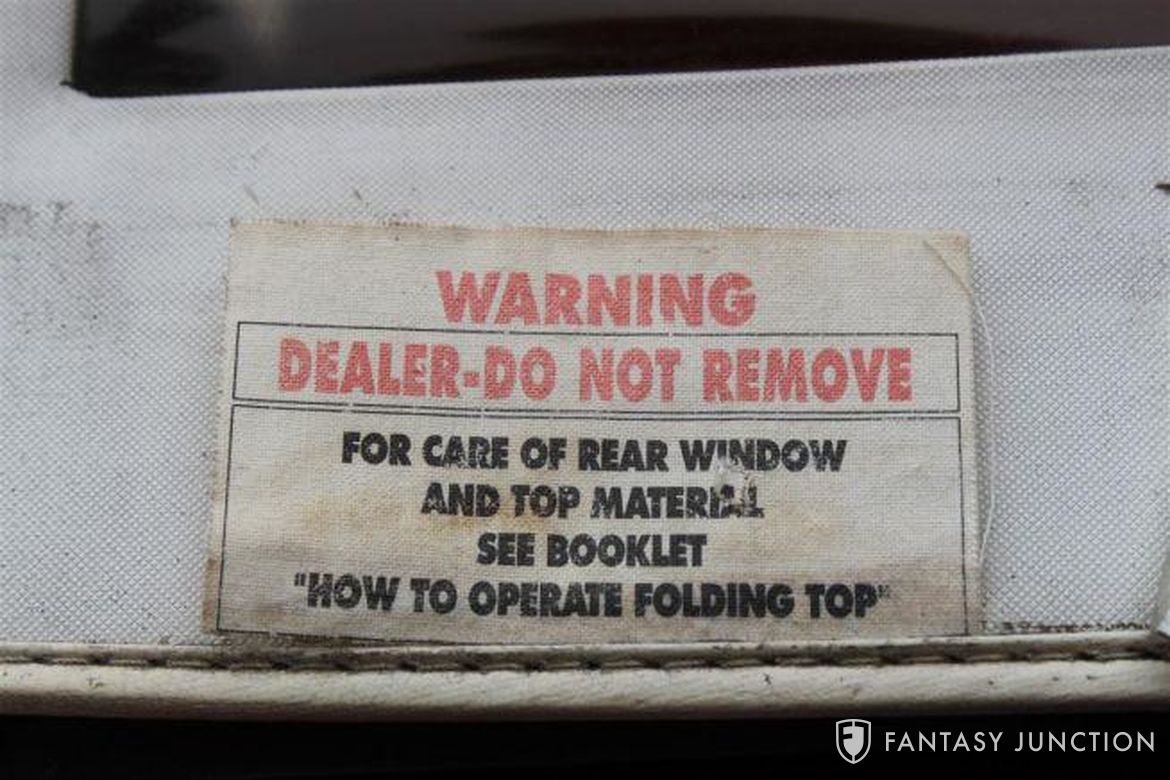 WARNING
DEALER-DO NOT REMOVE
FOR CARE OF REAR WINDOW
AND TOP MATERIAL
SEE BOOKLET
"HOW TO OPERATE FOLDING TOP"
FANTASY JUNCTION